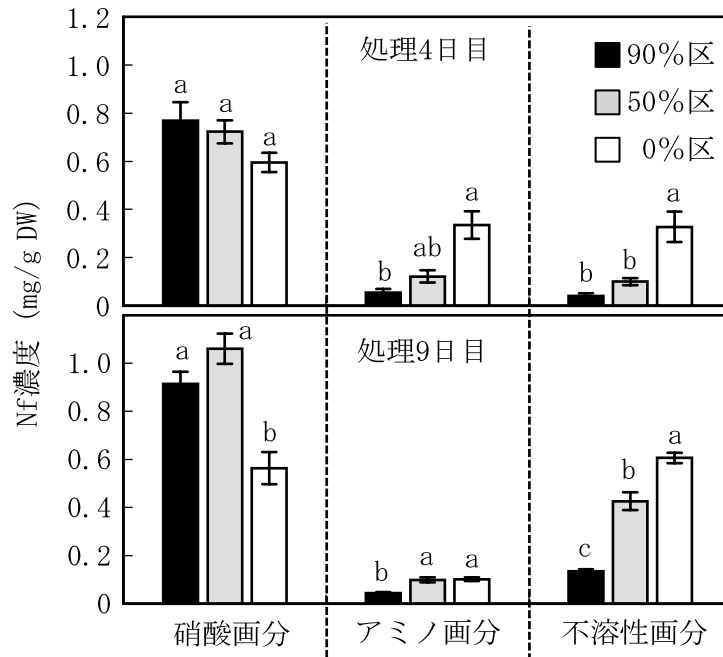 Nf濃度 (mg/g DW)
1.2
1.0
0.8
0.6
0.4
0.2
0
処理4日目
90%区
50%区
0%区
a
a
a
b
ab
a
b
b
a
1.0
0.8
0.6
0.4
0.2
0
処理9日目
a
a
b
b
a
a
c
b
a
硝酸画分
アミノ画分
不溶性画分